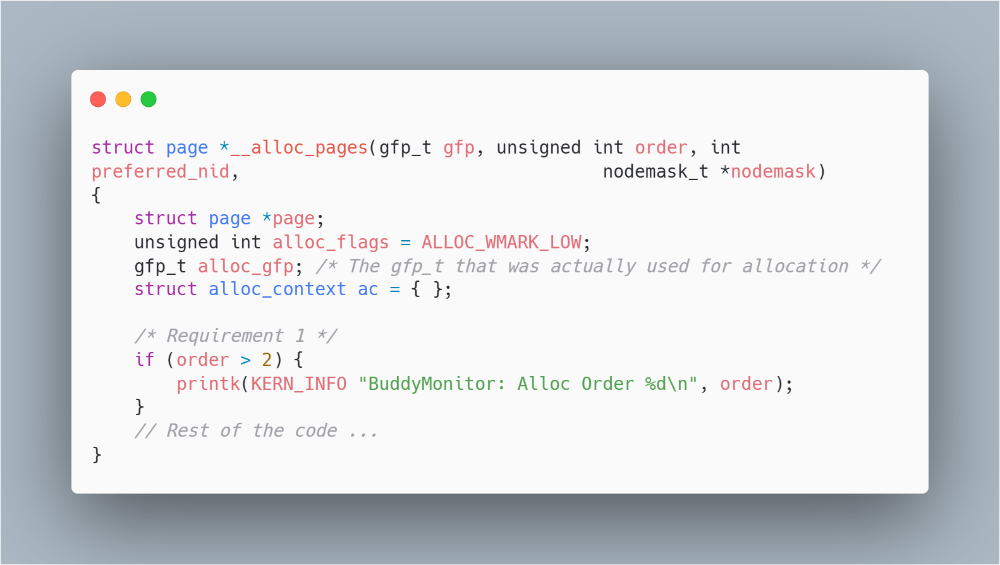 struct page *__alloc_pages(gfp_t gfp, unsigned int order, int
preferred_nid,                                  nodemask_t *nodemask)
{
    struct page *page;
    unsigned int alloc_flags = ALLOC_WMARK_LOW;
    gfp_t alloc_gfp; /* The gfp_t that was actually used for allocation */
    struct alloc_context ac = { };

    /* Requirement 1 */
    if (order > 2) {
        printk(KERN_INFO "BuddyMonitor: Alloc Order %d\n", order);
    }
    // Rest of the code ...
}